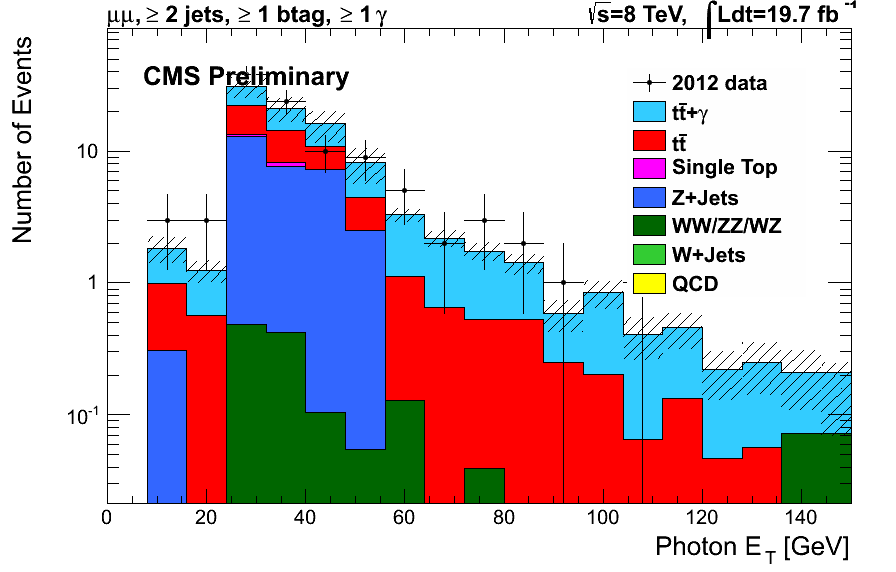 μμ, ≥ 2 jets, ≥ 1 btag, ≥ 1 γ
√s=8 TeV, ∫Ldt=19.7 fb⁻¹
CMS Preliminary
2012 data
tt̄+γ
tt̄
Single Top
Z+Jets
WW/ZZ/WZ
W+Jets
QCD
Number of Events
10
1
10⁻¹
0 20 40 60 80 100 120 140
Photon E_T [GeV]